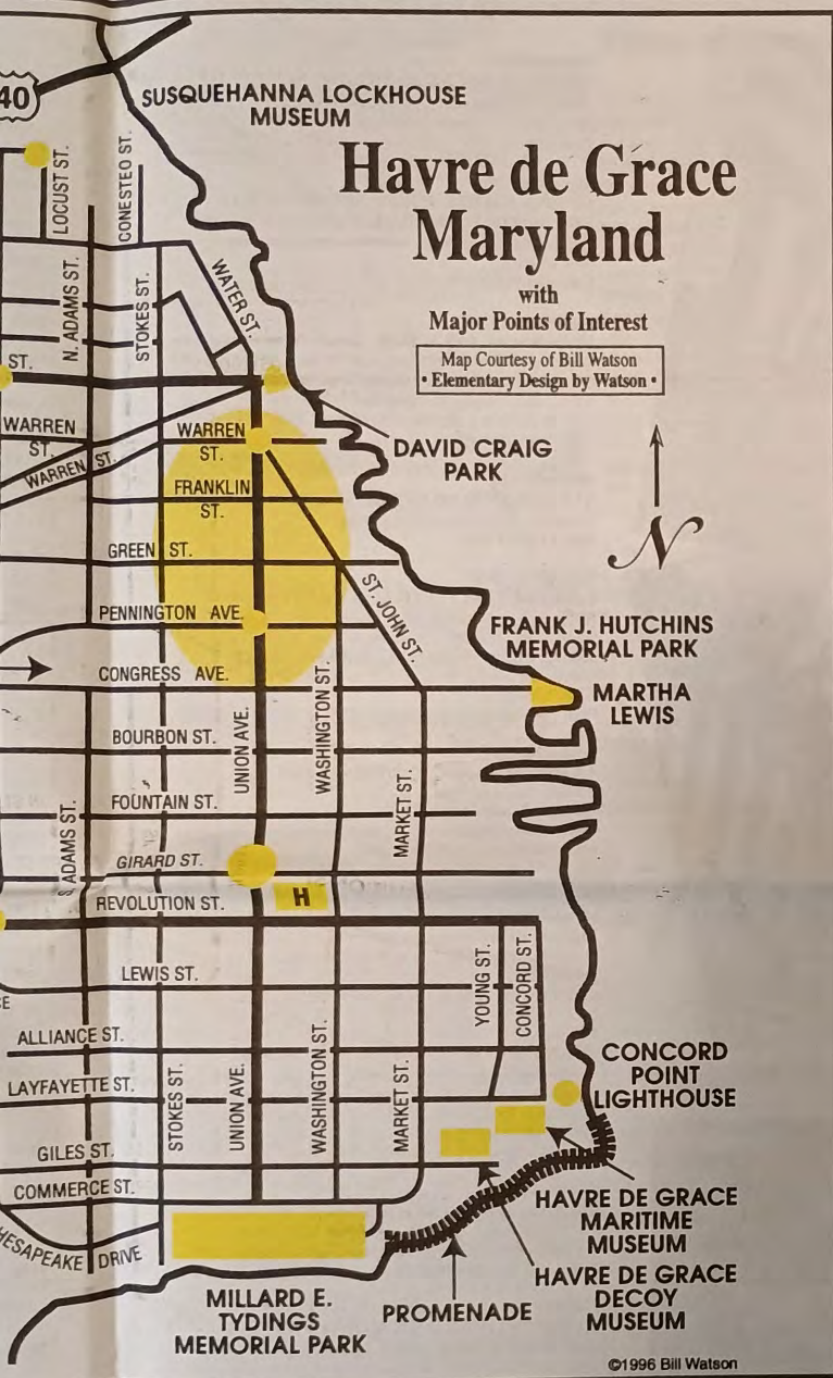 40
SUSQUEHANNA LOCKHOUSE
MUSEUM
Havre de Grace
Maryland
with
Major Points of Interest
Map Courtesy of Bill Watson
• Elementary Design by Watson •
LOCUST ST.
CONESTEO ST.
N. ADAMS ST.
STOKES ST.
WATER ST.
ST.
WARREN
ST.
WARREN ST.
WARREN
ST.
DAVID CRAIG
PARK
FRANKLIN
ST.
N
GREEN ST.
ST. JOHN ST.
PENNINGTON AVE.
FRANK J. HUTCHINS
MEMORIAL PARK
CONGRESS AVE.
MARTHA
LEWIS
BOURBON ST.
UNION AVE.
WASHINGTON ST.
MARKET ST.
FOUNTAIN ST.
ADAMS ST.
GIRARD ST.
H
REVOLUTION ST.
LEWIS ST.
YOUNG ST.
CONCORD ST.
ALLIANCE ST.
CONCORD
POINT
LIGHTHOUSE
LAYFAYETTE ST.
STOKES ST.
UNION AVE.
WASHINGTON ST.
MARKET ST.
GILES ST.
COMMERCE ST.
HAVRE DE GRACE
MARITIME
MUSEUM
HESAPEAKE DRIVE
HAVRE DE GRACE
DECOY
MUSEUM
MILLARD E.
TYDINGS
MEMORIAL PARK
PROMENADE
©1996 Bill Watson